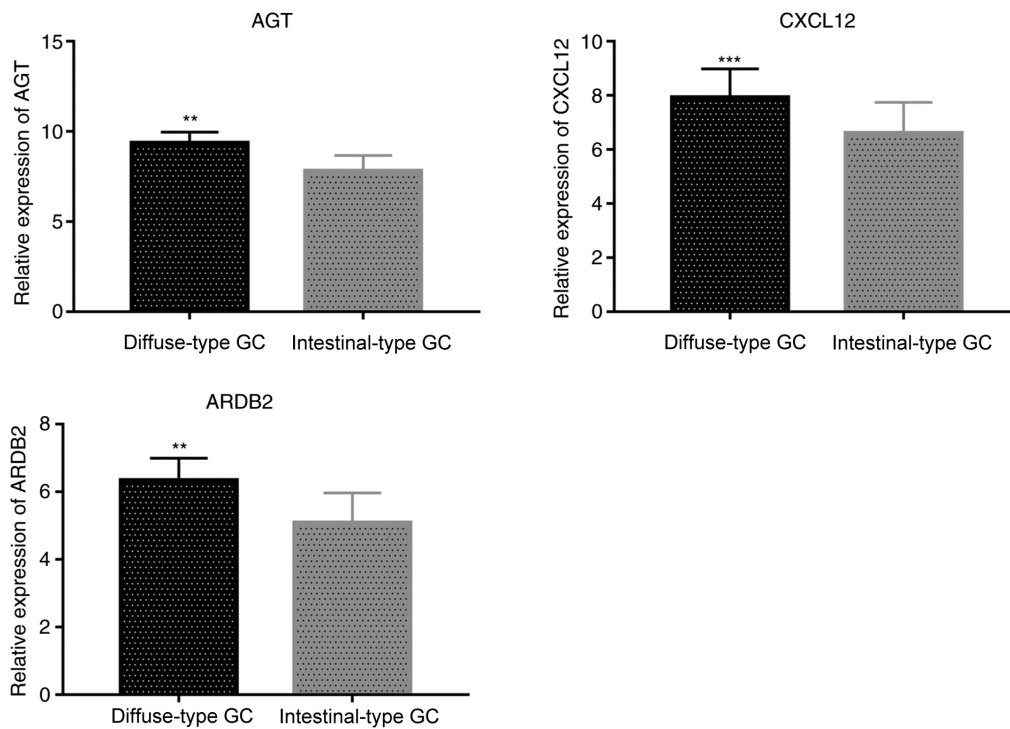 AGT
Relative expression of AGT
15
10
5
0
**
Diffuse-type GC
Intestinal-type GC
CXCL12
Relative expression of CXCL12
10
8
6
4
2
0
***
Diffuse-type GC
Intestinal-type GC
ARDB2
Relative expression of ARDB2
8
6
4
2
0
**
Diffuse-type GC
Intestinal-type GC